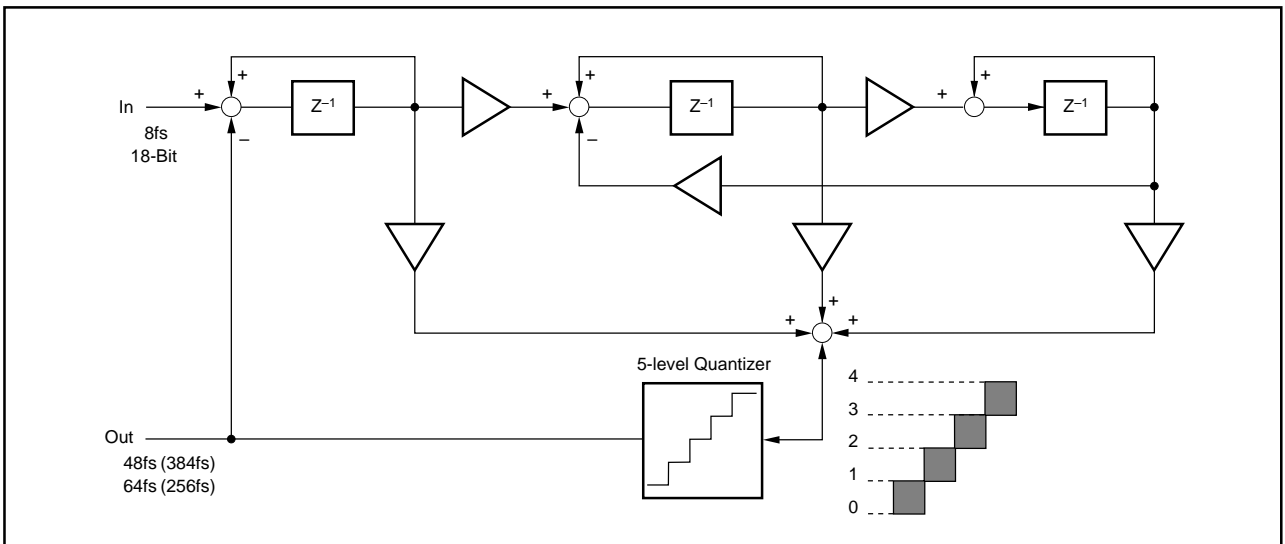 +
+
+
In
+
Z⁻¹
+
Z⁻¹
+
Z⁻¹
8fs
18-Bit
–
–
+
+
+
5-level Quantizer
4
3
2
1
0
Out
48fs (384fs)
64fs (256fs)